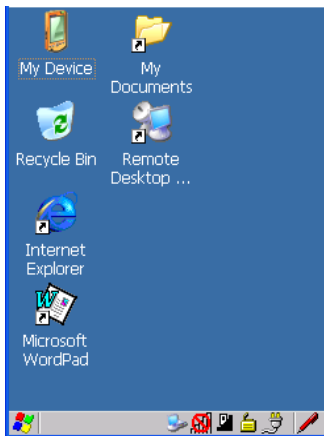 My Device
My
Documents
Recycle Bin
Remote
Desktop ...
Internet
Explorer
Microsoft
WordPad